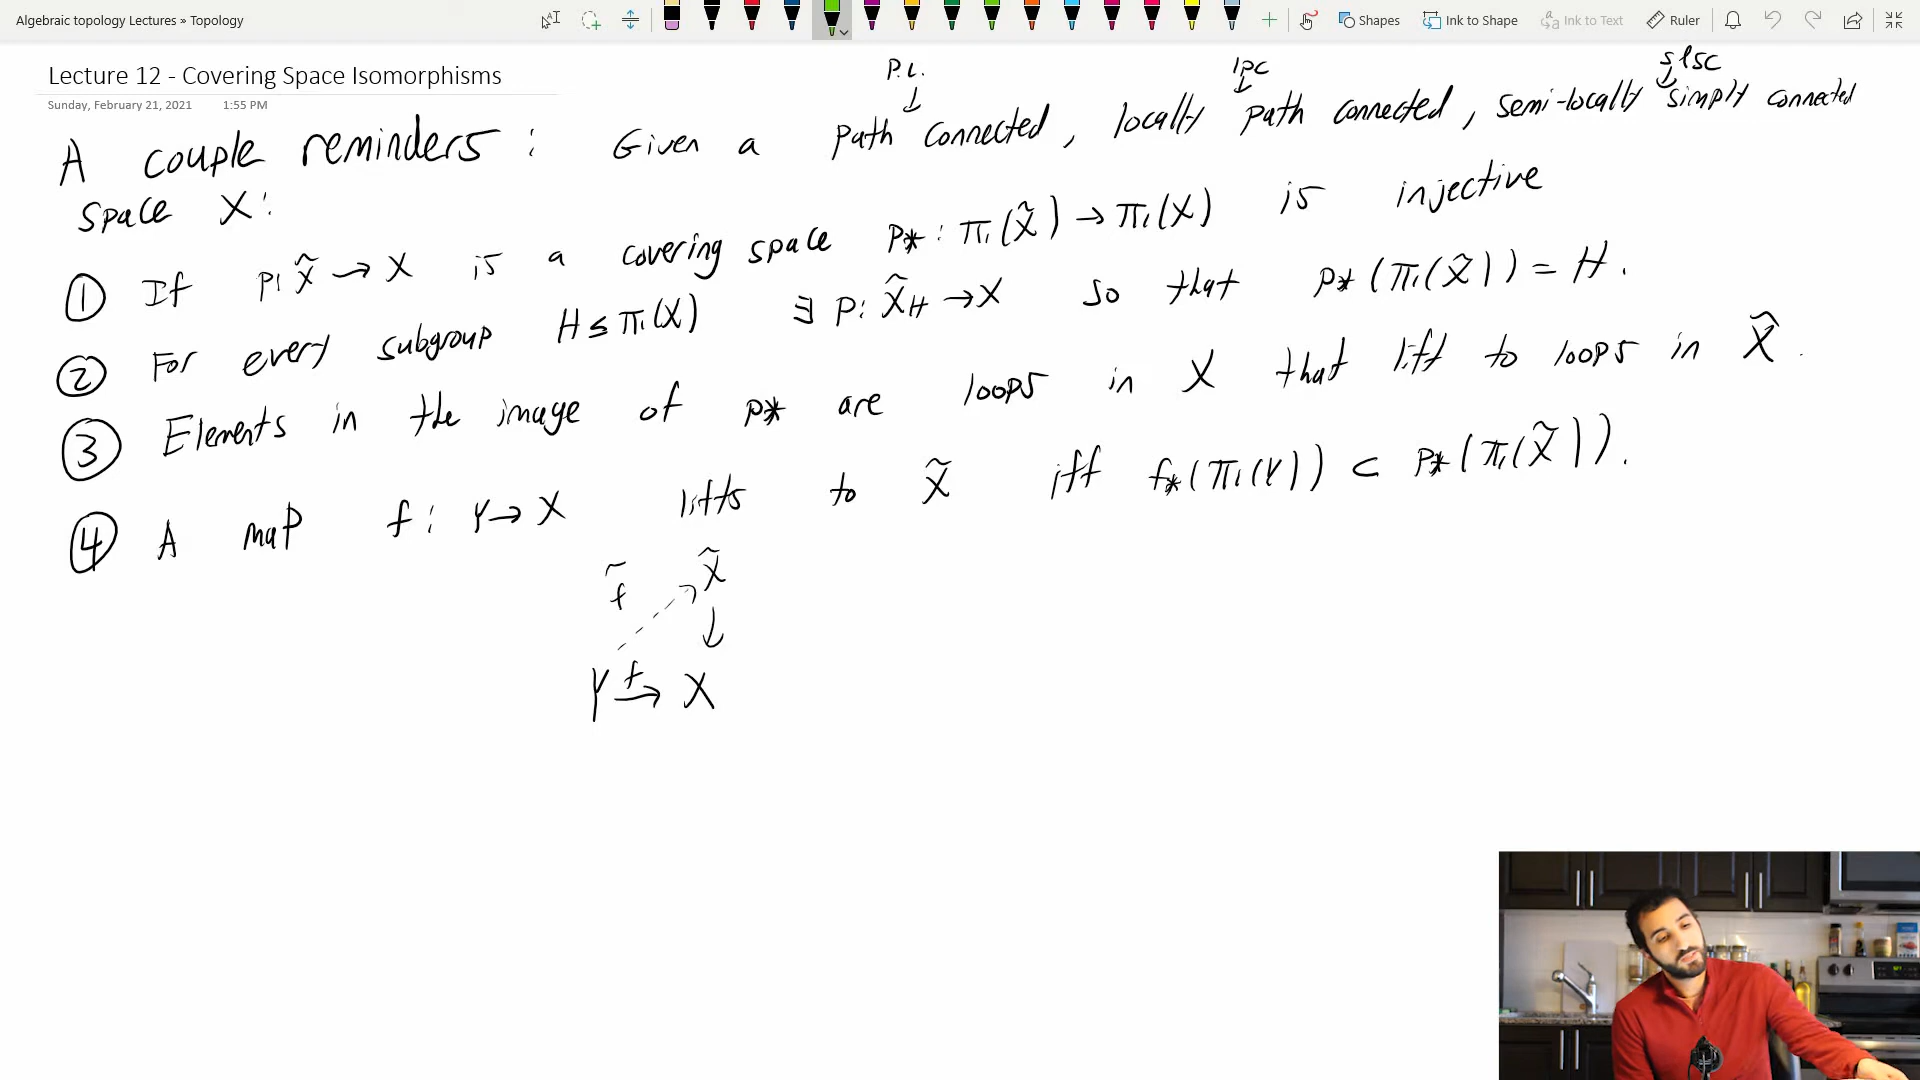 Algebraic topology Lectures » Topology
Shapes Ink to Shape Ink to Text Ruler
Lecture 12 - Covering Space Isomorphisms
Sunday, February 21, 2021 1:55 PM
P.C. lpc slsc
A couple reminders : Given a path connected, locally path connected, semi-locally simply connected
space X:
① If p: X̃ → X is a covering space p* : π₁(X̃) → π₁(X) is injective
② For every subgroup H ≤ π₁(X) ∃ p: X̃_H → X so that p*(π₁(X̃)) = H.
③ Elements in the image of p* are loops in X that lift to loops in X̃.
④ A map f: Y → X lifts to X̃ iff f*(π₁(Y)) ⊂ p*(π₁(X̃)).
f̃ X̃
↓
Y f→ X